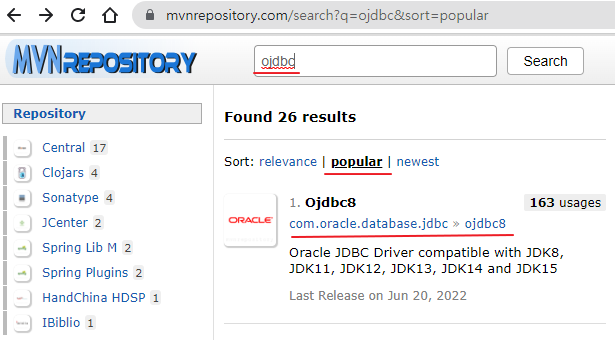 mvnrepository.com/search?q=ojdbc&sort=popular
MVNREPOSITORY
ojdbc
Search
Repository
Central 17
Clojars 4
Sonatype 4
JCenter 2
Spring Lib M 2
Spring Plugins 2
HandChina HDSP 1
IBiblio 1
Found 26 results
Sort: relevance | popular | newest
ORACLE
1. Ojdbc8
163 usages
com.oracle.database.jdbc » ojdbc8
Oracle JDBC Driver compatible with JDK8,
JDK11, JDK12, JDK13, JDK14 and JDK15
Last Release on Jun 20, 2022